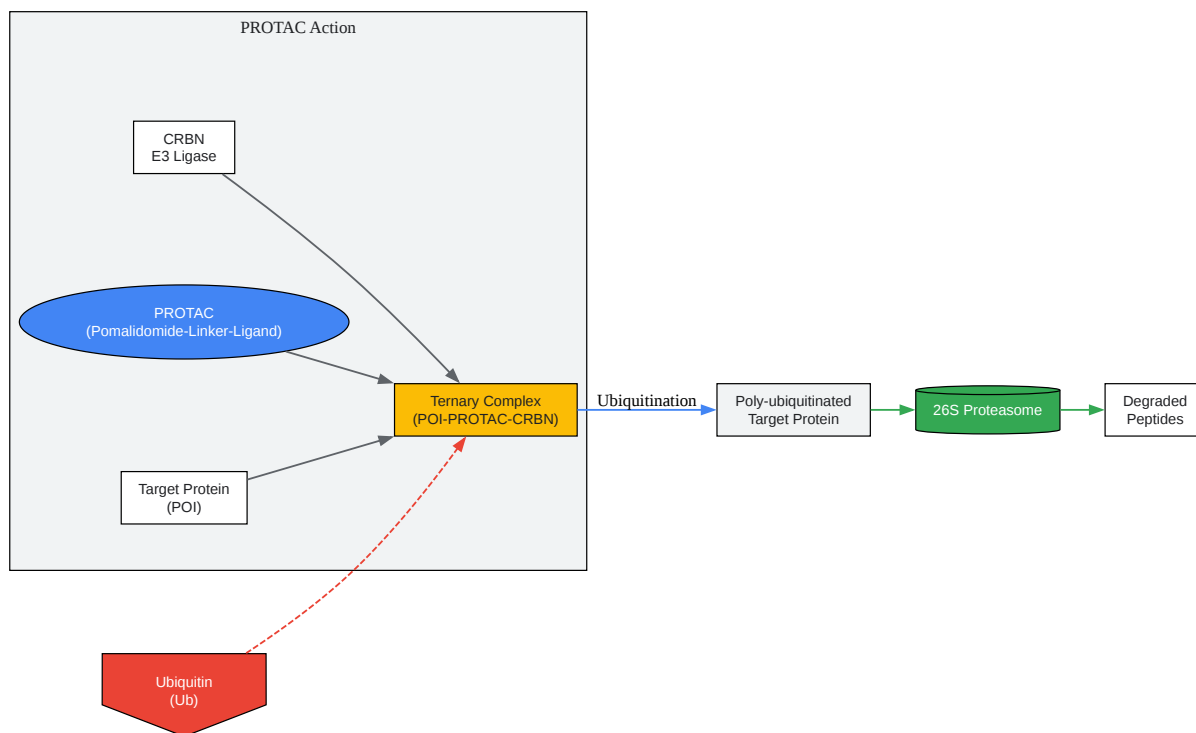 PROTAC Action
CRBN
E3 Ligase
PROTAC
(Pomalidomide-Linker-Ligand)
Target Protein
(POI)
Ternary Complex
(POI-PROTAC-CRBN)
Ubiquitination
Poly-ubiquitinated
Target Protein
26S Proteasome
Degraded
Peptides
Ubiquitin
(Ub)